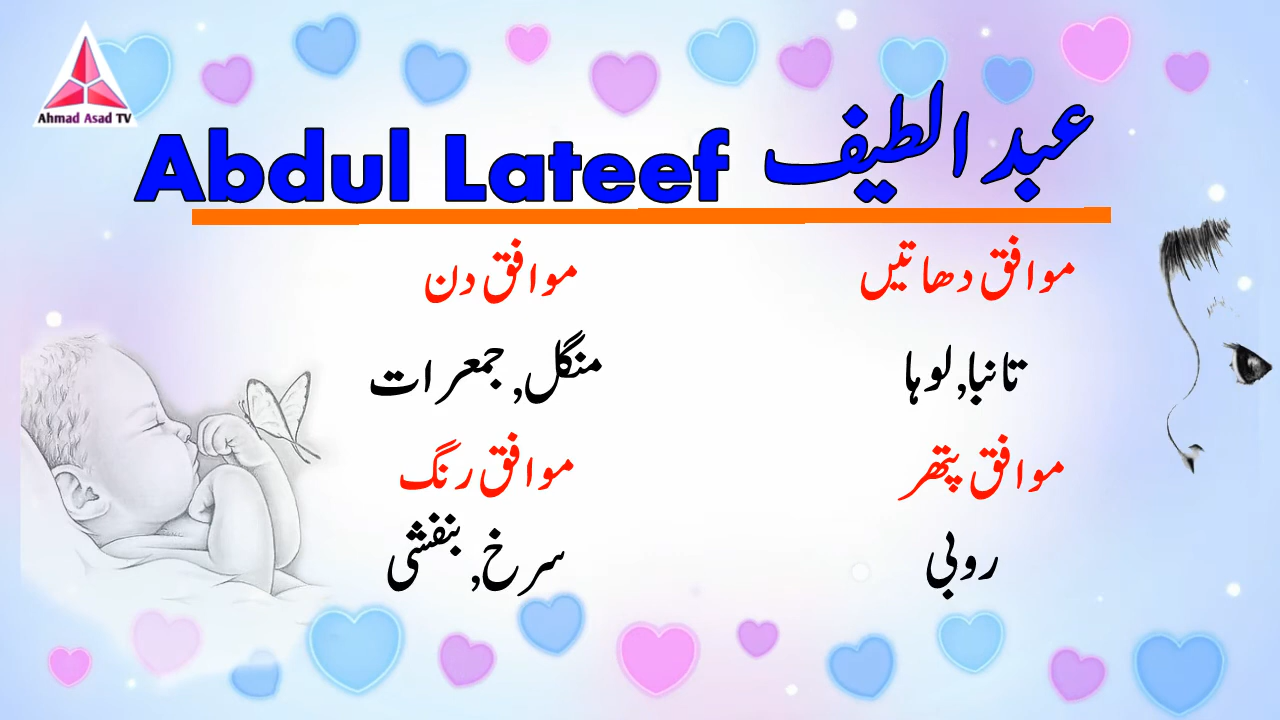 Ahmad Asad TV
Abdul Lateef عبدالطیف
موافق دھاتیں
موافق دن
تانبا, لوہا
منگل, جمعرات
موافق پتھر
موافق رنگ
روبی
سرخ, بنفشی